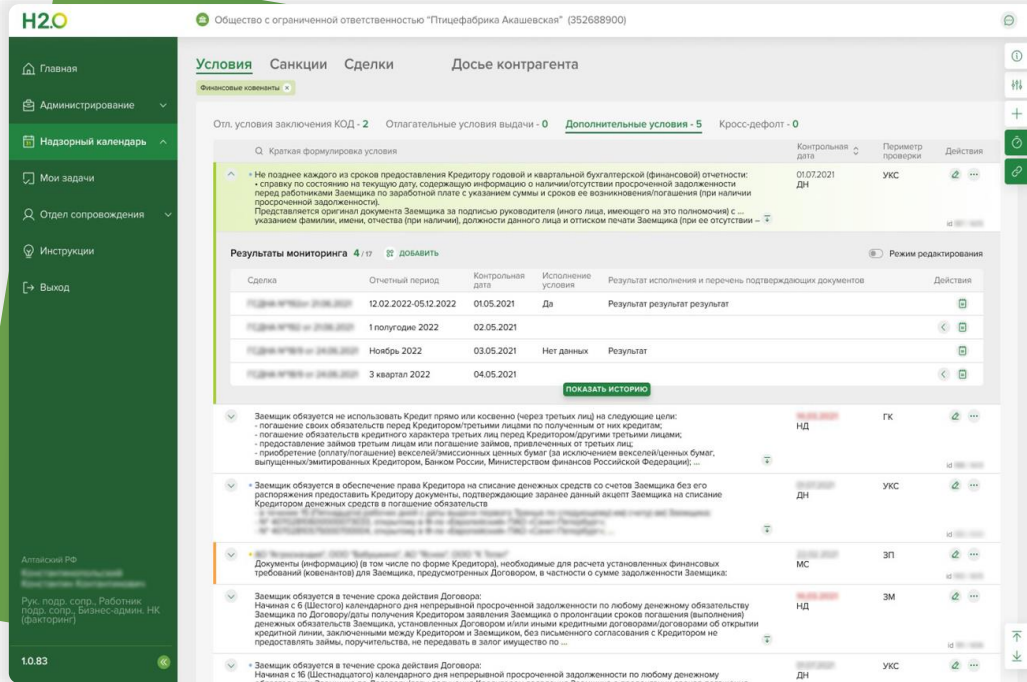 H2O
Общество с ограниченной ответственностью "Птицефабрика Акашевская" (352688900)
Главная
Администрирование
Надзорный календарь
Мои задачи
Отдел сопровождения
Инструкции
Выход
Алтайский РФ
Рук. подр. сопр., Работник
подр. сопр., Бизнес-админ. НК
(факторинг)
1.0.83
Условия Санкции Сделки Досье контрагента
Финансовые ковенанты
Отл. условия заключения КОД - 2 Отлагательные условия выдачи - 0 Дополнительные условия - 5 Кросс-дефолт - 0
Краткая формулировка условия Контрольная дата Периметр проверки Действия
• Не позднее каждого из сроков предоставления Кредитору годовой и квартальной бухгалтерской (финансовой) отчетности:
• справку по состоянию на текущую дату, содержащую информацию о наличии/отсутствии просроченной задолженности
перед работниками Заемщика по заработной плате с указанием суммы и сроков ее возникновения/погашения (при наличии
просроченной задолженности).
Представляется оригинал документа Заемщика за подписью руководителя (иного лица, имеющего на это полномочия) с ...
указанием фамилии, имени, отчества (при наличии), должности данного лица и оттиском печати Заемщика (при ее отсутствии –
01.07.2021
ДН
УКС
id
Результаты мониторинга 4 / 17 ДОБАВИТЬ Режим редактирования
Сделка Отчетный период Контрольная дата Исполнение условия Результат исполнения и перечень подтверждающих документов Действия
12.02.2022-05.12.2022 01.05.2021 Да Результат результат результат
1 полугодие 2022 02.05.2021
Ноябрь 2022 03.05.2021 Нет данных Результат
3 квартал 2022 04.05.2021
ПОКАЗАТЬ ИСТОРИЮ
Заемщик обязуется не использовать Кредит прямо или косвенно (через третьих лиц) на следующие цели:
- погашение своих обязательств перед Кредитором/третьими лицами по полученным от них кредитам;
- погашение обязательств кредитного характера третьих лиц перед Кредитором/другими третьими лицами;
- предоставление займов третьим лицам или погашение займов, привлеченных от третьих лиц;
- приобретение (оплату/погашение) векселей/эмиссионных ценных бумаг (за исключением векселей/ценных бумаг,
выпущенных/эмитированных Кредитором, Банком России, Министерством финансов Российской Федерации); ...
НД
ГК
id
• Заемщик обязуется в обеспечение права Кредитора на списание денежных средств со счетов Заемщика без его
распоряжения предоставить Кредитору документы, подтверждающие заранее данный акцепт Заемщика на списание
Кредитором денежных средств в погашение обязательств
ДН
УКС
id
Документы (информацию) (в том числе по форме Кредитора), необходимые для расчета установленных финансовых
требований (ковенантов) для Заемщика, предусмотренных Договором, в частности о сумме задолженности Заемщика:
МС
ЗП
id
Заемщик обязуется в течение срока действия Договора:
Начиная с 6 (Шестого) календарного дня непрерывный просроченной задолженности по любому денежному обязательству
Заемщика по Договору/даты получения Кредитором заявления Заемщика о пролонгации сроков погашения (выполнения)
денежных обязательств Заемщика, установленных Договором и/или иными кредитными договорами/договорами об открытии
кредитной линии, заключенными между Кредитором и Заемщиком, без письменного согласования с Кредитором не
предоставлять займы, поручительства, не передавать в залог имущество по ...
НД
ЗМ
id
• Заемщик обязуется в течение срока действия Договора:
Начиная с 16 (Шестнадцатого) календарного дня непрерывный просроченной задолженности по любому денежному
ДН
УКС